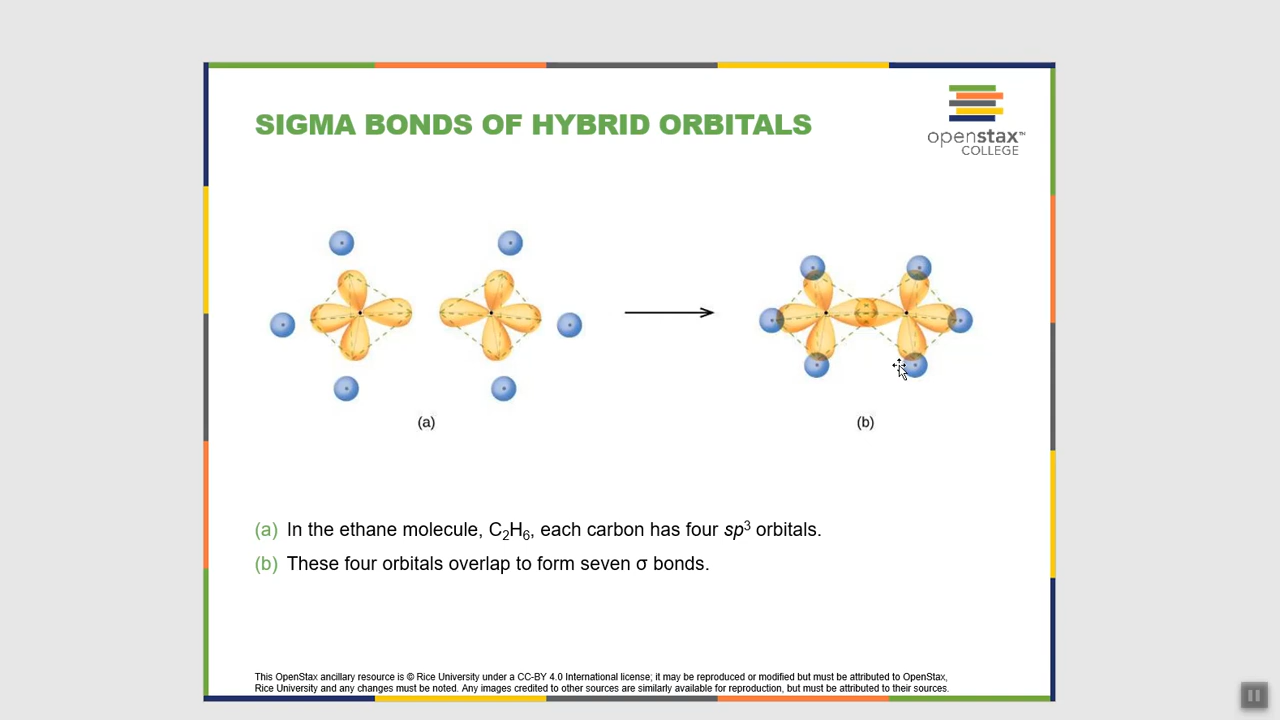 SIGMA BONDS OF HYBRID ORBITALS
openstax™
COLLEGE
(a)
(b)
(a) In the ethane molecule, C₂H₆, each carbon has four sp³ orbitals.
(b) These four orbitals overlap to form seven σ bonds.
This OpenStax ancillary resource is © Rice University under a CC-BY 4.0 International license; it may be reproduced or modified but must be attributed to OpenStax,
Rice University and any changes must be noted. Any images credited to other sources are similarly available for reproduction, but must be attributed to their sources.